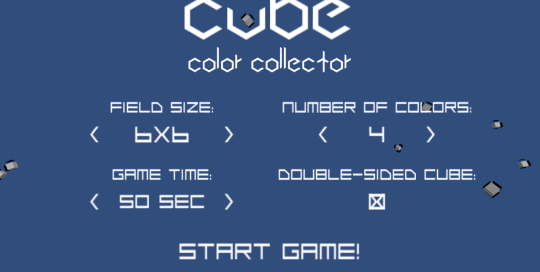 cube
color collector
FIELD SIZE: NUMBER OF COLORS:
< 6X6 > < 4 >
GAME TIME: DOUBLE-SIDED CUBE:
< 50 SEC >
START GAME!